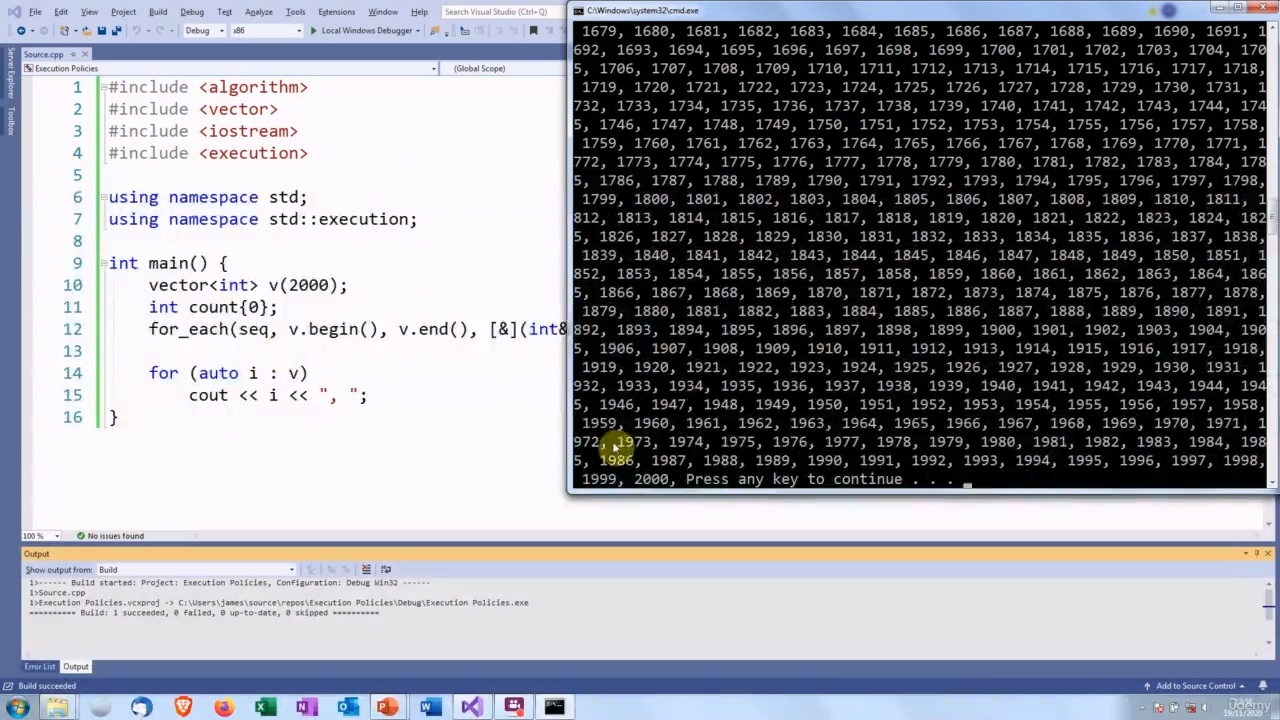 File Edit View Project Build Debug Test Analyze Tools Extensions Window Help Search Visual Studio (Ctrl+Q)
C:\Windows\system32\cmd.exe
Debug x86 Local Windows Debugger
Server Explorer
Toolbox
Source.cpp
Execution Policies (Global Scope)
1 #include <algorithm>
2 #include <vector>
3 #include <iostream>
4 #include <execution>
5
6 using namespace std;
7 using namespace std::execution;
8
9 int main() {
10 vector<int> v(2000);
11 int count{0};
12 for_each(seq, v.begin(), v.end(), [&](int&
13
14 for (auto i : v)
15 cout << i << ", ";
16 }
1679, 1680, 1681, 1682, 1683, 1684, 1685, 1686, 1687, 1688, 1689, 1690, 1691, 1
692, 1693, 1694, 1695, 1696, 1697, 1698, 1699, 1700, 1701, 1702, 1703, 1704, 170
5, 1706, 1707, 1708, 1709, 1710, 1711, 1712, 1713, 1714, 1715, 1716, 1717, 1718,
1719, 1720, 1721, 1722, 1723, 1724, 1725, 1726, 1727, 1728, 1729, 1730, 1731, 1
732, 1733, 1734, 1735, 1736, 1737, 1738, 1739, 1740, 1741, 1742, 1743, 1744, 174
5, 1746, 1747, 1748, 1749, 1750, 1751, 1752, 1753, 1754, 1755, 1756, 1757, 1758,
1759, 1760, 1761, 1762, 1763, 1764, 1765, 1766, 1767, 1768, 1769, 1770, 1771, 1
772, 1773, 1774, 1775, 1776, 1777, 1778, 1779, 1780, 1781, 1782, 1783, 1784, 178
5, 1786, 1787, 1788, 1789, 1790, 1791, 1792, 1793, 1794, 1795, 1796, 1797, 1798,
1799, 1800, 1801, 1802, 1803, 1804, 1805, 1806, 1807, 1808, 1809, 1810, 1811, 1
812, 1813, 1814, 1815, 1816, 1817, 1818, 1819, 1820, 1821, 1822, 1823, 1824, 182
5, 1826, 1827, 1828, 1829, 1830, 1831, 1832, 1833, 1834, 1835, 1836, 1837, 1838,
1839, 1840, 1841, 1842, 1843, 1844, 1845, 1846, 1847, 1848, 1849, 1850, 1851, 1
852, 1853, 1854, 1855, 1856, 1857, 1858, 1859, 1860, 1861, 1862, 1863, 1864, 186
5, 1866, 1867, 1868, 1869, 1870, 1871, 1872, 1873, 1874, 1875, 1876, 1877, 1878,
1879, 1880, 1881, 1882, 1883, 1884, 1885, 1886, 1887, 1888, 1889, 1890, 1891, 1
892, 1893, 1894, 1895, 1896, 1897, 1898, 1899, 1900, 1901, 1902, 1903, 1904, 190
5, 1906, 1907, 1908, 1909, 1910, 1911, 1912, 1913, 1914, 1915, 1916, 1917, 1918,
1919, 1920, 1921, 1922, 1923, 1924, 1925, 1926, 1927, 1928, 1929, 1930, 1931, 1
932, 1933, 1934, 1935, 1936, 1937, 1938, 1939, 1940, 1941, 1942, 1943, 1944, 194
5, 1946, 1947, 1948, 1949, 1950, 1951, 1952, 1953, 1954, 1955, 1956, 1957, 1958,
1959, 1960, 1961, 1962, 1963, 1964, 1965, 1966, 1967, 1968, 1969, 1970, 1971, 1
972, 1973, 1974, 1975, 1976, 1977, 1978, 1979, 1980, 1981, 1982, 1983, 1984, 198
5, 1986, 1987, 1988, 1989, 1990, 1991, 1992, 1993, 1994, 1995, 1996, 1997, 1998,
1999, 2000, Press any key to continue . . .
100 % No issues found
Output
Show output from: Build
1>------ Build started: Project: Execution Policies, Configuration: Debug Win32 ------
1>Source.cpp
1>Execution Policies.vcxproj -> C:\Users\james\source\repos\Execution Policies\Debug\Execution Policies.exe
========== Build: 1 succeeded, 0 failed, 0 up-to-date, 0 skipped ==========
Error List Output
Build succeeded Add to Source Control
Udemy
19/11/2020